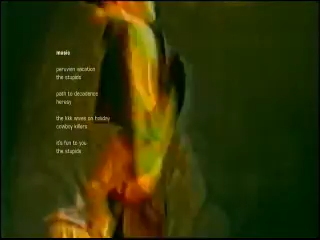 music
peruvian vacation
the stupids
path to decadence
heresy
the kkk wives on holiday
cowboy killers
it's fun to you
the stupids